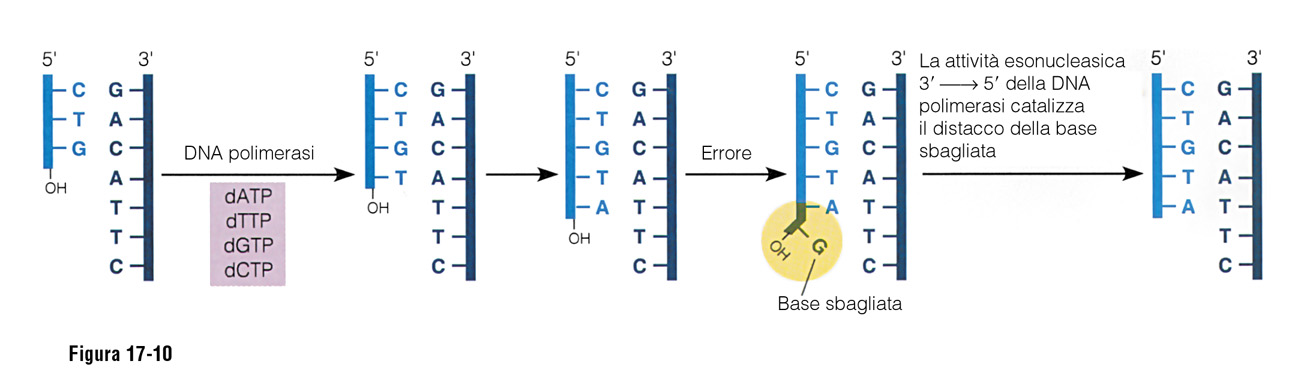 5' 3' 5' 3' 5' 3' 5' 3' 5' 3'
La attività esonucleasica
3' ⟶ 5' della DNA
polimerasi catalizza
il distacco della base
sbagliata
C G C G C G C G C G
T A T A T A T A T A
G C G C G C G C G C
DNA polimerasi
Errore
OH A T A T A T A T A
dATP
dTTP
dGTP
dCTP
T OH T A T A T A T
T T OH T G OH T T
C C C C C
Base sbagliata
Figura 17-10